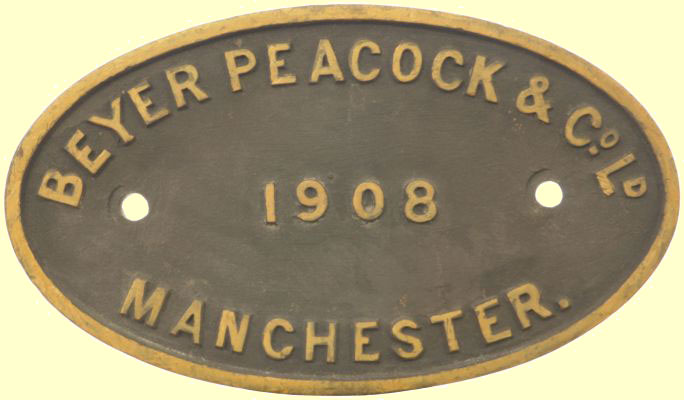 BEYER PEACOCK & Co. LD
1908
MANCHESTER.